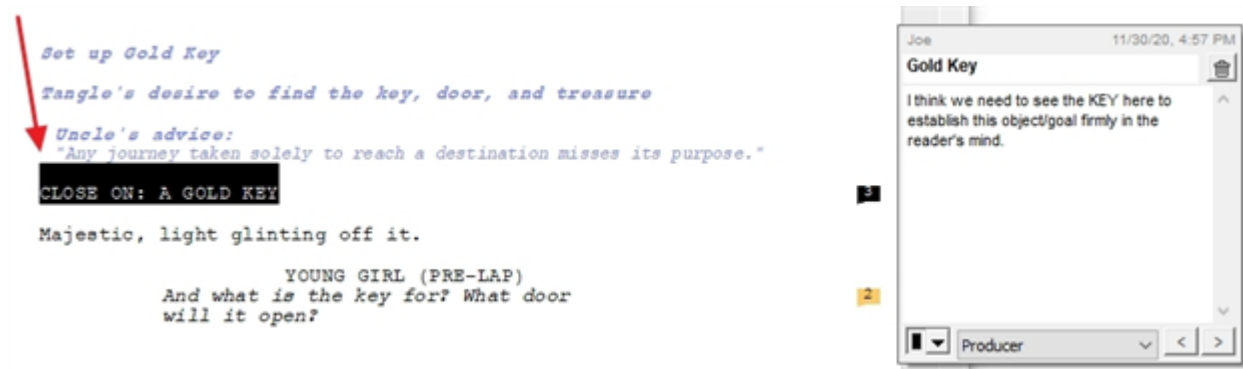 Set up Gold Key
Tangle's desire to find the key, door, and treasure
Uncle's advice:
"Any journey taken solely to reach a destination misses its purpose."
CLOSE ON: A GOLD KEY
3
Majestic, light glinting off it.
YOUNG GIRL (PRE-LAP)
And what is the key for? What door
will it open?
2
Joe 11/30/20, 4:57 PM
Gold Key
I think we need to see the KEY here to
establish this object/goal firmly in the
reader's mind.
Producer